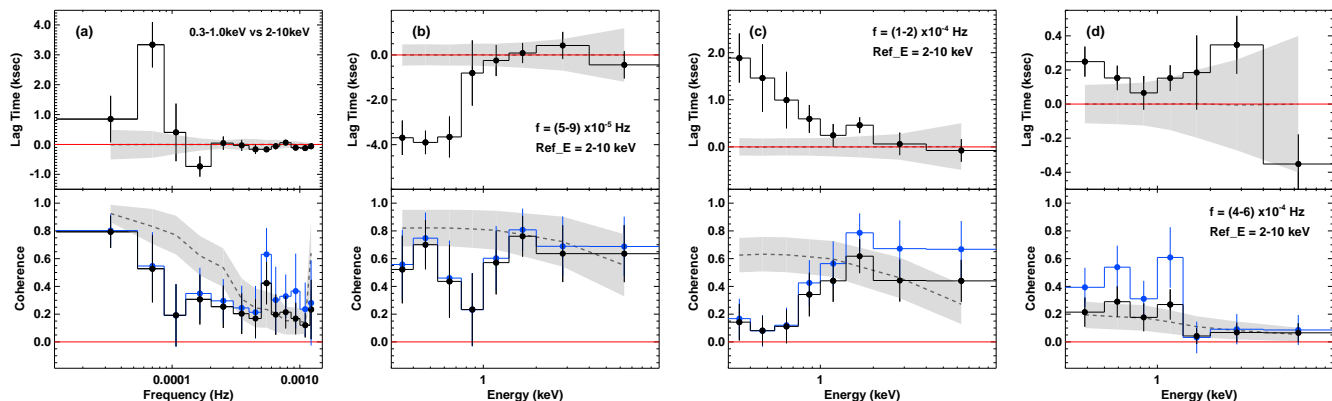 (a)
0.3-1.0keV vs 2-10keV
Lag Time (ksec)
4.0
3.0
2.0
1.0
0.0
-1.0
Coherence
1.0
0.8
0.6
0.4
0.2
0.0
0.0001
0.0010
Frequency (Hz)
(b)
f = (5-9) x10⁻⁵ Hz
Ref_E = 2-10 keV
Lag Time (ksec)
2.0
0.0
-2.0
-4.0
Coherence
1.0
0.8
0.6
0.4
0.2
0.0
1
Energy (keV)
(c)
f = (1-2) x10⁻⁴ Hz
Ref_E = 2-10 keV
Lag Time (ksec)
2.0
1.0
0.0
Coherence
1.0
0.8
0.6
0.4
0.2
0.0
1
Energy (keV)
(d)
Lag Time (ksec)
0.4
0.2
0.0
-0.2
-0.4
f = (4-6) x10⁻⁴ Hz
Ref_E = 2-10 keV
Coherence
1.0
0.8
0.6
0.4
0.2
0.0
1
Energy (keV)